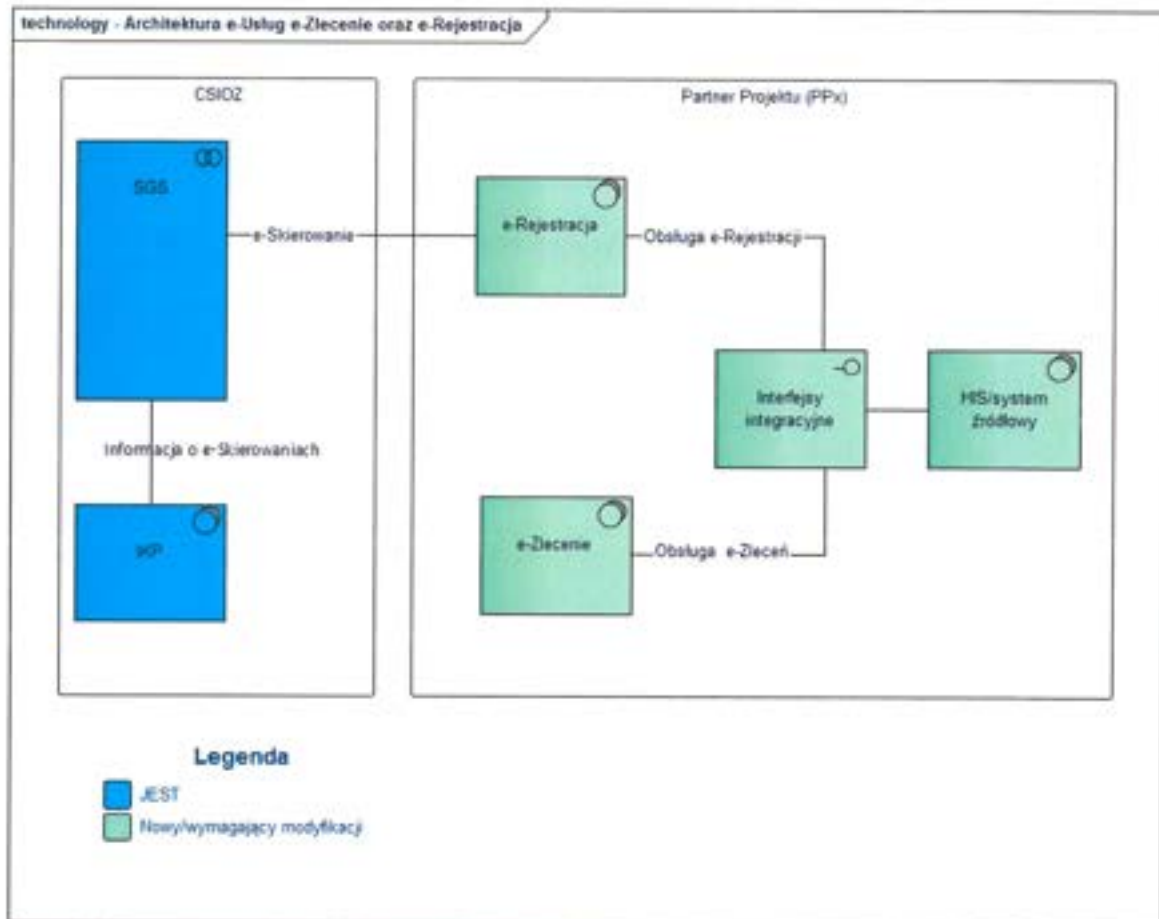 technology - Architektura e-Usług e-Zlecenie oraz e-Rejestracja
CSIOZ
Partner Projektu (PPx)
SGS
e-Rejestracja
e-Skierowanie
Obsługa e-Rejestracji
Interfejsy
integracyjne
HIS/system
źródłowy
Informacja o e-Skierowaniach
IKP
e-Zlecenie
Obsługa e-Zleceń
Legenda
JEST
Nowy/wymagający modyfikacji